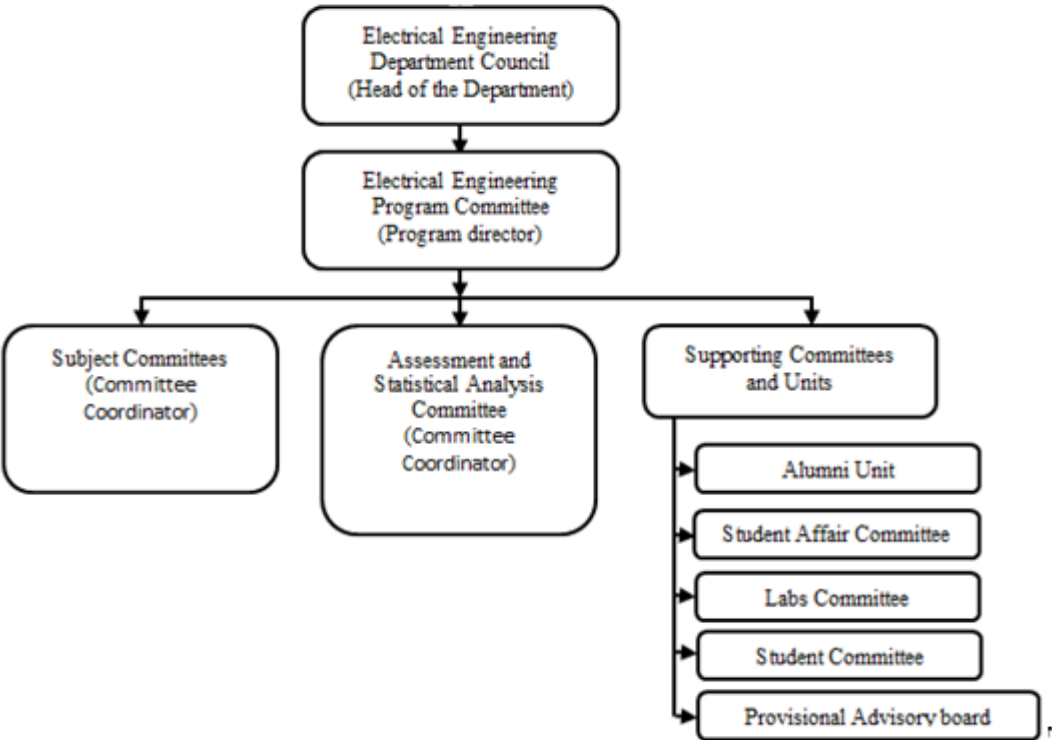 Electrical Engineering
Department Council
(Head of the Department)
Electrical Engineering
Program Committee
(Program director)
Subject Committees
(Committee
Coordinator)
Assessment and
Statistical Analysis
Committee
(Committee
Coordinator)
Supporting Committees
and Units
Alumni Unit
Student Affair Committee
Labs Committee
Student Committee
Provisional Advisory board